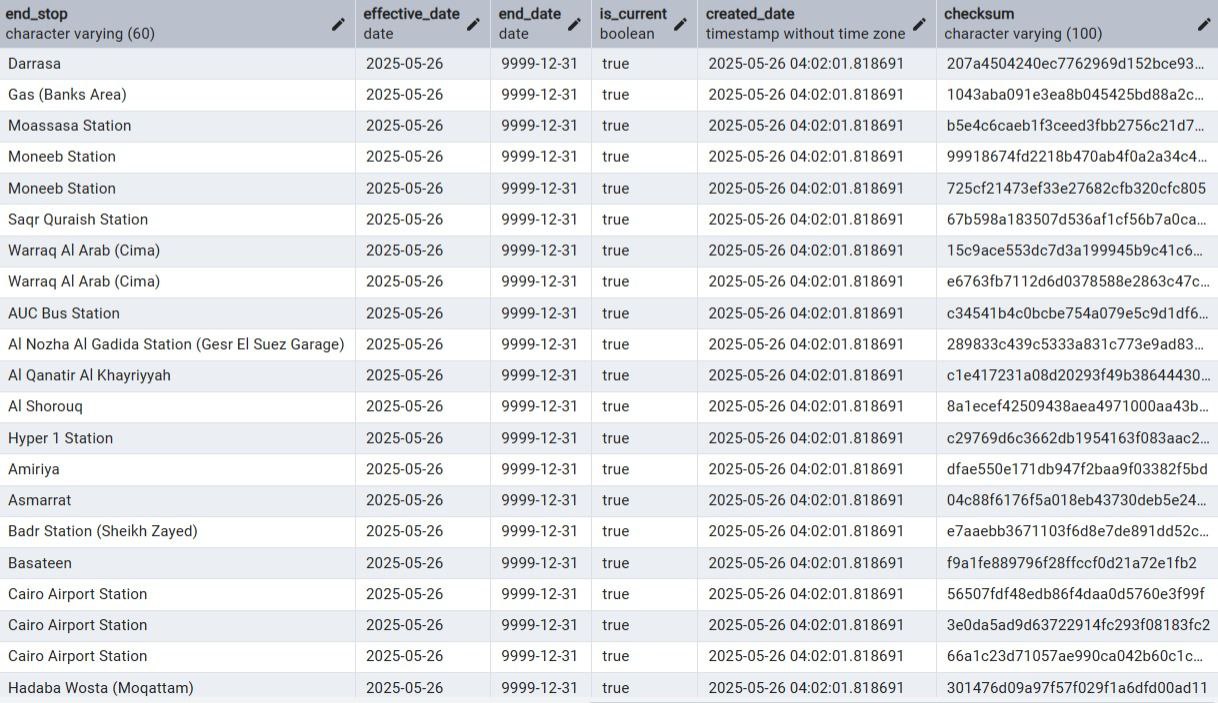 end_stop effective_date end_date is_current created_date checksum
character varying (60) date date boolean timestamp without time zone character varying (100)
Darrasa 2025-05-26 9999-12-31 true 2025-05-26 04:02:01.818691 207a4504240ec7762969d152bce93…
Gas (Banks Area) 2025-05-26 9999-12-31 true 2025-05-26 04:02:01.818691 1043aba091e3ea8b045425bd88a2c…
Moassasa Station 2025-05-26 9999-12-31 true 2025-05-26 04:02:01.818691 b5e4c6caeb1f3ceed3fbb2756c21d7…
Moneeb Station 2025-05-26 9999-12-31 true 2025-05-26 04:02:01.818691 99918674fd2218b470ab4f0a2a34c4…
Moneeb Station 2025-05-26 9999-12-31 true 2025-05-26 04:02:01.818691 725cf21473ef33e27682cfb320cfc805
Saqr Quraish Station 2025-05-26 9999-12-31 true 2025-05-26 04:02:01.818691 67b598a183507d536af1cf56b7a0ca…
Warraq Al Arab (Cima) 2025-05-26 9999-12-31 true 2025-05-26 04:02:01.818691 15c9ace553dc7d3a199945b9c41c6…
Warraq Al Arab (Cima) 2025-05-26 9999-12-31 true 2025-05-26 04:02:01.818691 e6763fb7112d6d0378588e2863c47c…
AUC Bus Station 2025-05-26 9999-12-31 true 2025-05-26 04:02:01.818691 c34541b4c0bcbe754a079e5c9d1df6…
Al Nozha Al Gadida Station (Gesr El Suez Garage) 2025-05-26 9999-12-31 true 2025-05-26 04:02:01.818691 289833c439c5333a831c773e9ad83…
Al Qanatir Al Khayriyyah 2025-05-26 9999-12-31 true 2025-05-26 04:02:01.818691 c1e417231a08d20293f49b38644430…
Al Shorouq 2025-05-26 9999-12-31 true 2025-05-26 04:02:01.818691 8a1ecef42509438aea4971000aa43b…
Hyper 1 Station 2025-05-26 9999-12-31 true 2025-05-26 04:02:01.818691 c29769d6c3662db1954163f083aac2…
Amiriya 2025-05-26 9999-12-31 true 2025-05-26 04:02:01.818691 dfae550e171db947f2baa9f03382f5bd
Asmarrat 2025-05-26 9999-12-31 true 2025-05-26 04:02:01.818691 04c88f6176f5a018eb43730deb5e24…
Badr Station (Sheikh Zayed) 2025-05-26 9999-12-31 true 2025-05-26 04:02:01.818691 e7aaebb3671103f6d8e7de891dd52c…
Basateen 2025-05-26 9999-12-31 true 2025-05-26 04:02:01.818691 f9a1fe889796f28ffccf0d21a72e1fb2
Cairo Airport Station 2025-05-26 9999-12-31 true 2025-05-26 04:02:01.818691 56507fdf48edb86f4daa0d5760e3f99f
Cairo Airport Station 2025-05-26 9999-12-31 true 2025-05-26 04:02:01.818691 3e0da5ad9d63722914fc293f08183fc2
Cairo Airport Station 2025-05-26 9999-12-31 true 2025-05-26 04:02:01.818691 66a1c23d71057ae990ca042b60c1c…
Hadaba Wosta (Moqattam) 2025-05-26 9999-12-31 true 2025-05-26 04:02:01.818691 301476d09a97f57f029f1a6dfd00ad11